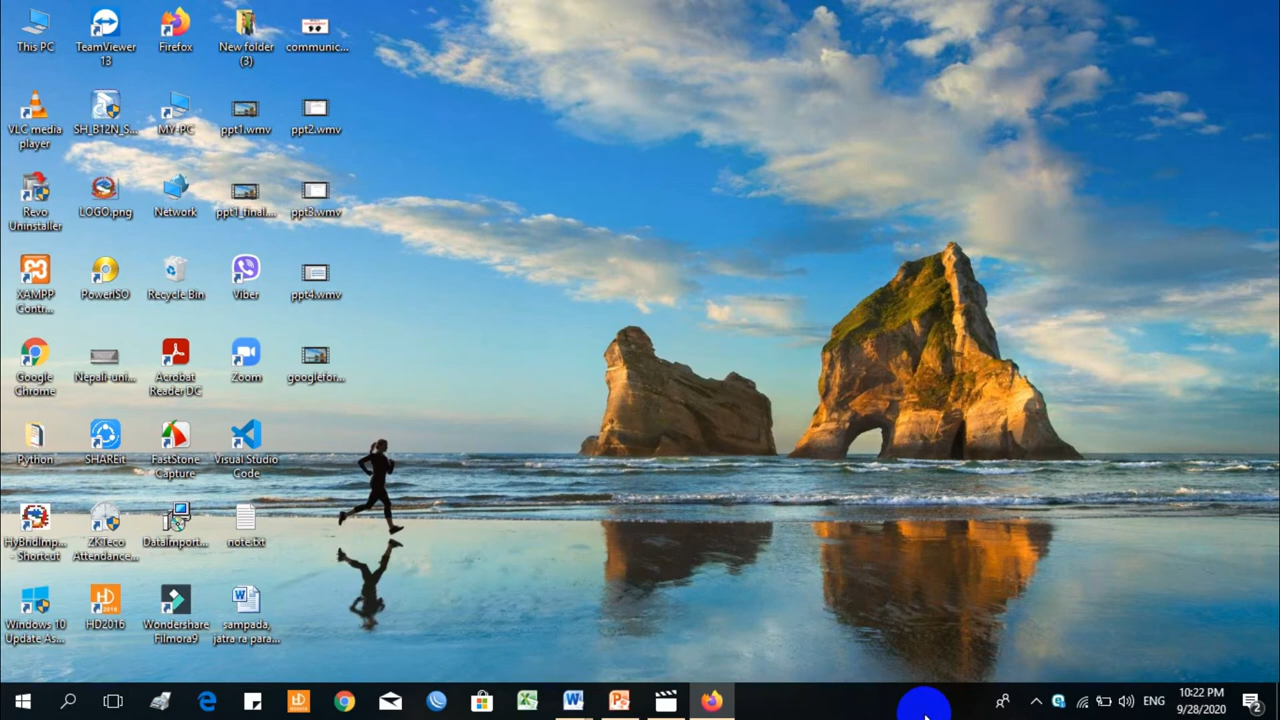 This PC
TeamViewer
13
Firefox
New folder
(3)
communic...
VLC media
player
SH_B12N_S...
MY-PC
ppt1.wmv
ppt2.wmv
Revo
Uninstaller
LOGO.png
Network
ppt1_final....
ppt3.wmv
XAMPP
Contr...
PowerISO
Recycle Bin
Viber
ppt4.wmv
Google
Chrome
Nepali-uni...
Acrobat
Reader DC
Zoom
googlefor...
Python
SHAREit
FastStone
Capture
Visual Studio
Code
HyBridImp...
- Shortcut
ZKTeco
Attendance...
DataImport...
note.txt
Windows 10
Update As...
HD2016
Wondershare
Filmora9
sampada,
jatra ra para...
ENG
10:22 PM
9/28/2020
2